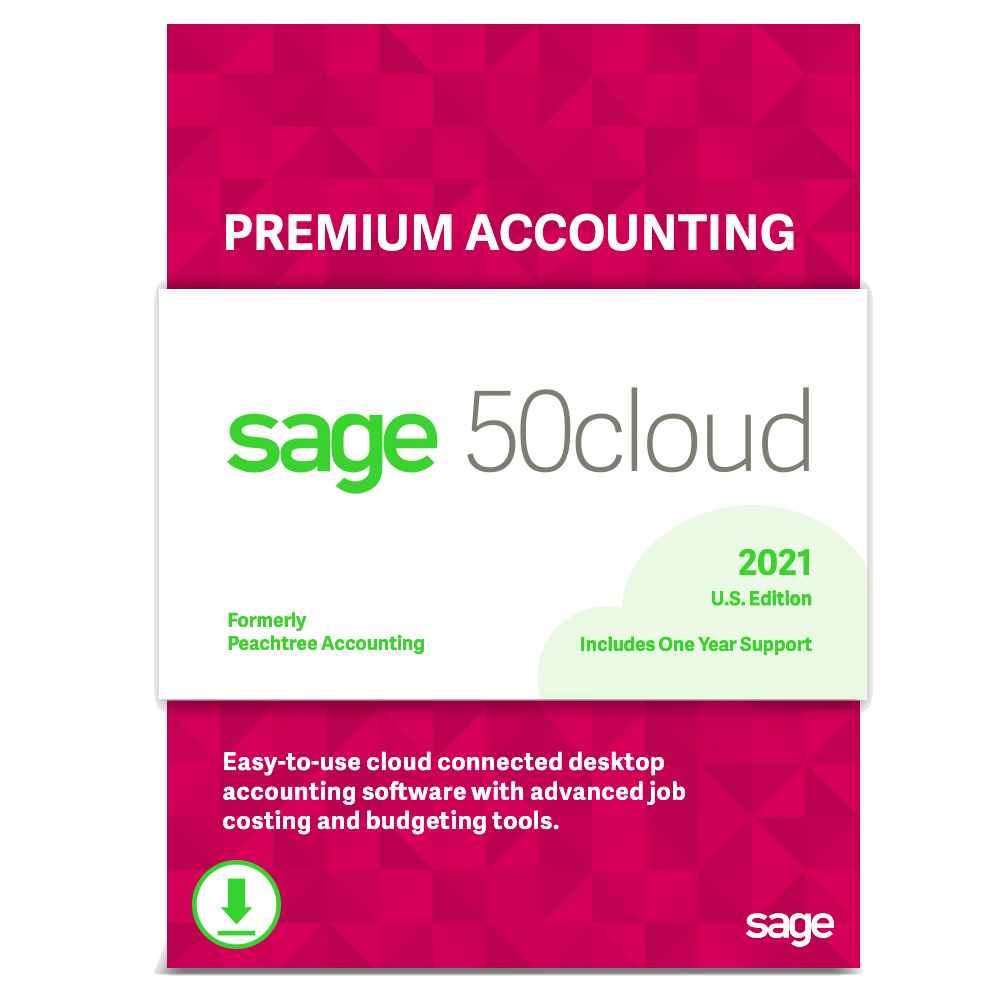 PREMIUM ACCOUNTING
sage 50cloud
2021
U.S. Edition
Formerly
Peachtree Accounting
Includes One Year Support
Easy-to-use cloud connected desktop
accounting software with advanced job
costing and budgeting tools.
sage